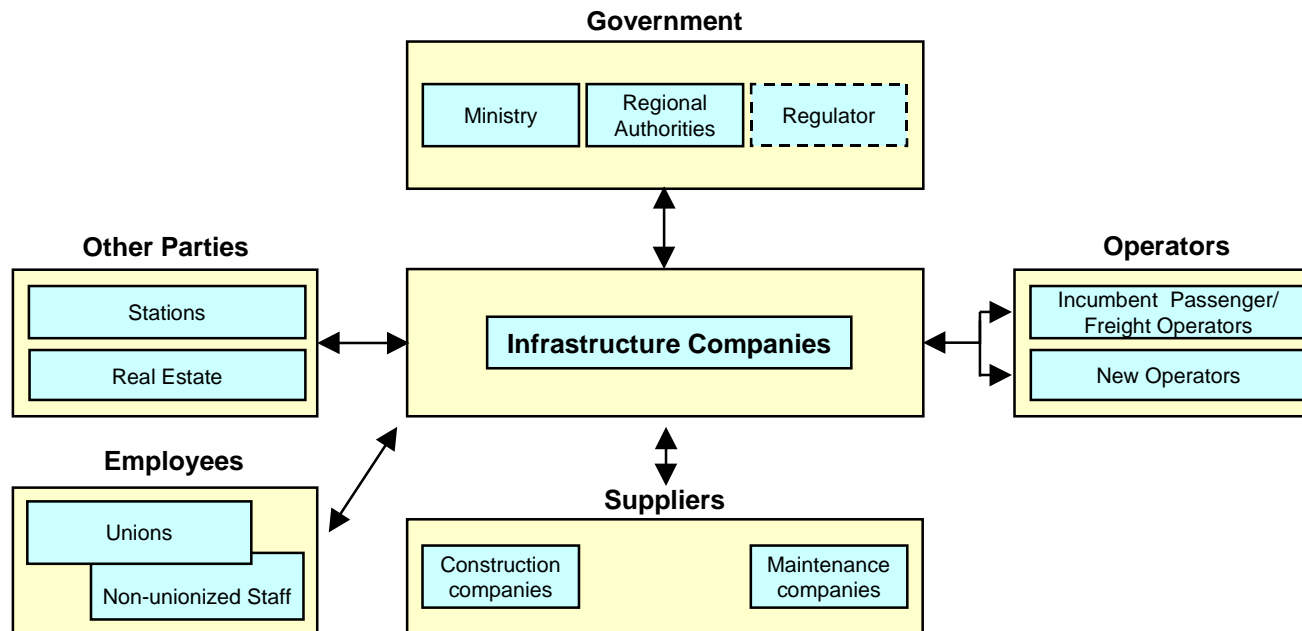 Government
Ministry
Regional
Authorities
Regulator
Other Parties
Stations
Real Estate
Infrastructure Companies
Operators
Incumbent Passenger/
Freight Operators
New Operators
Employees
Unions
Non-unionized Staff
Suppliers
Construction
companies
Maintenance
companies